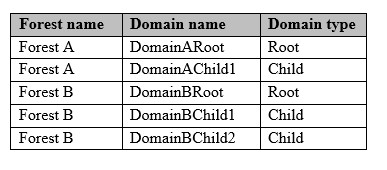 Forest name Domain name Domain type
Forest A DomainARoot Root
Forest A DomainAChild1 Child
Forest B DomainBRoot Root
Forest B DomainBChild1 Child
Forest B DomainBChild2 Child